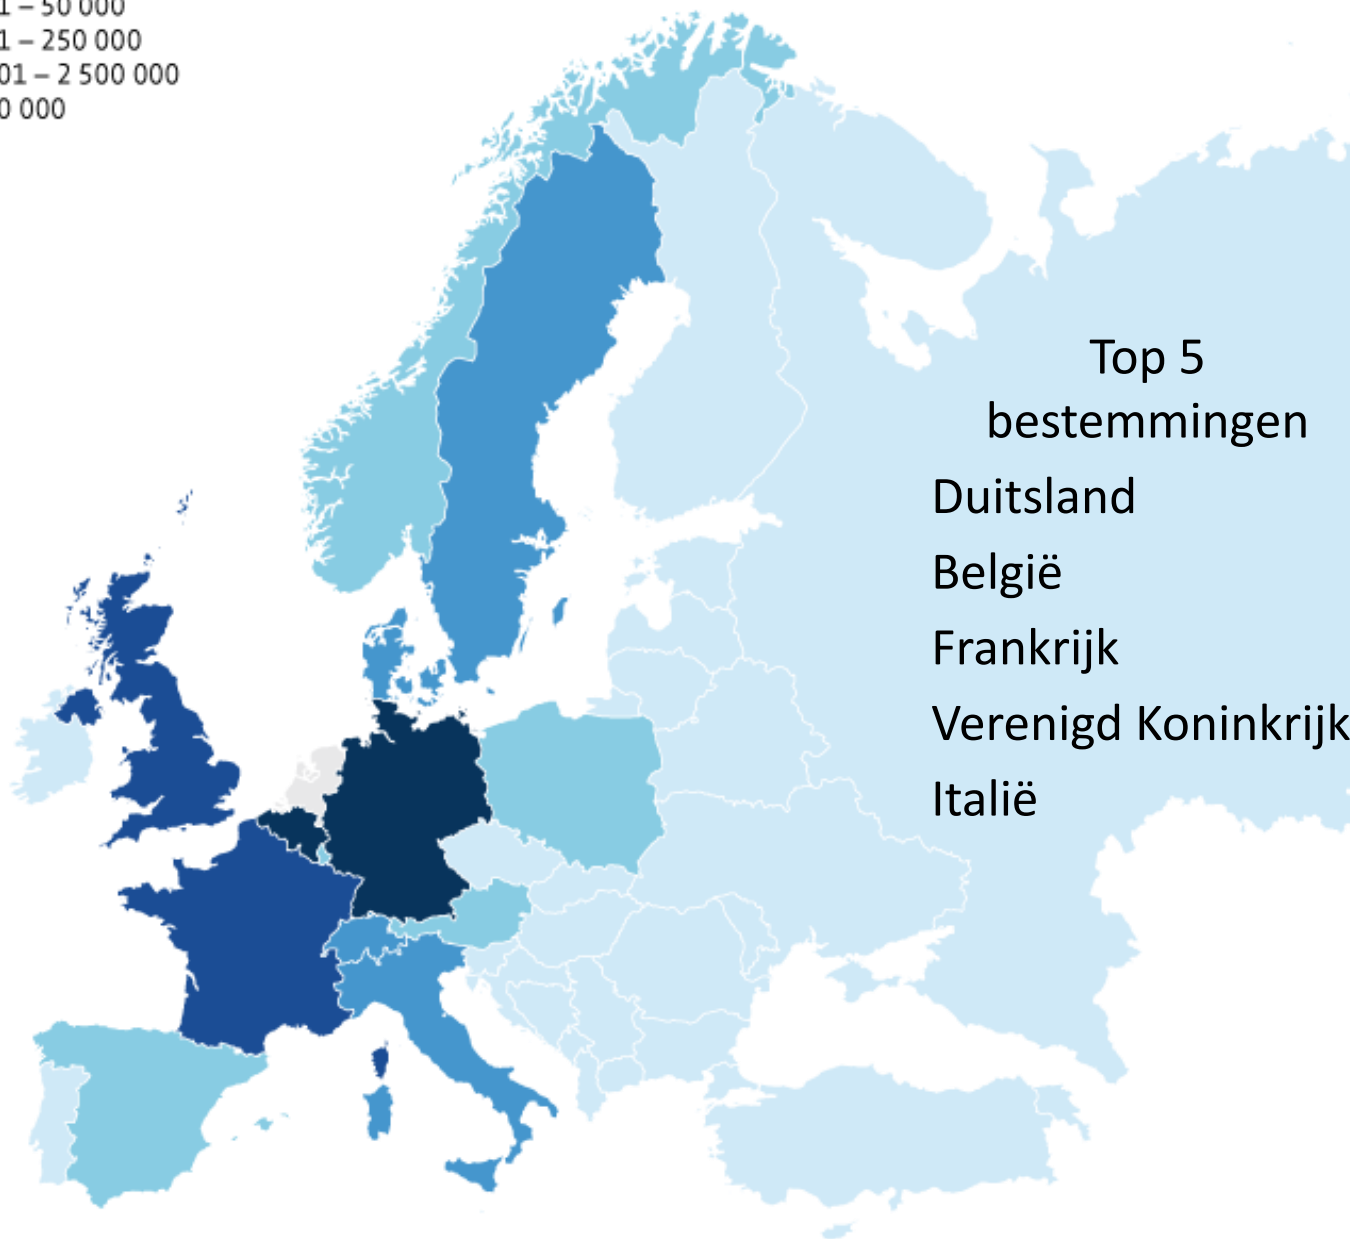 1 – 50 000
1 – 250 000
01 – 2 500 000
0 000
Top 5
bestemmingen
Duitsland
België
Frankrijk
Verenigd Koninkrijk
Italië